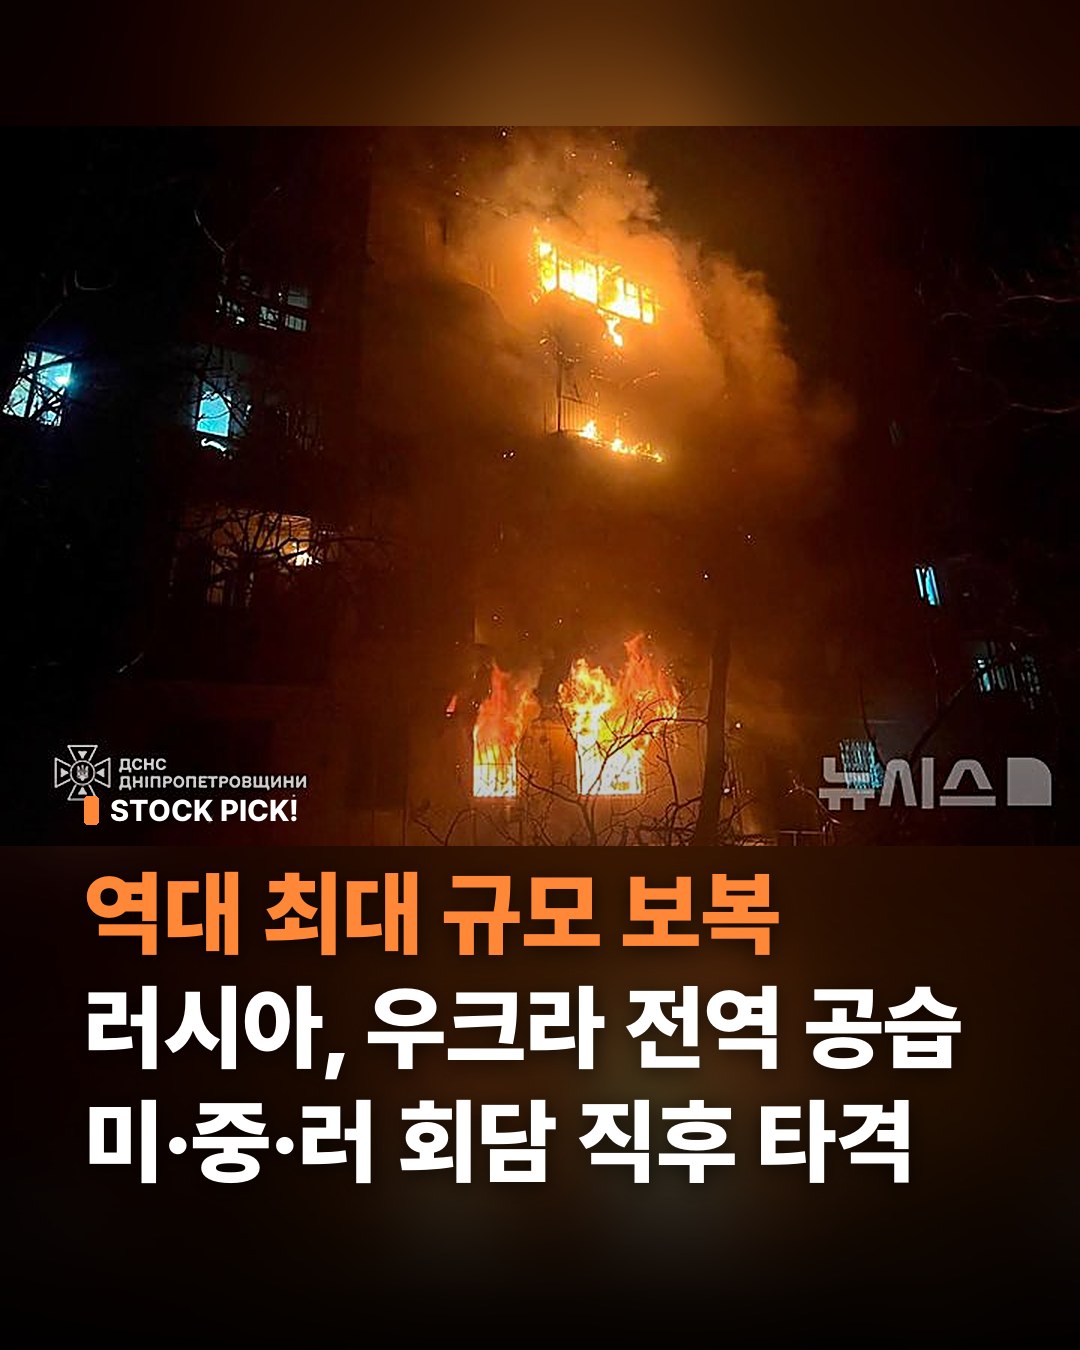 ДСНС
ДНІПРОПЕТРОВЩИНИ
STOCK PICK!
뉴시스
역대 최대 규모 보복
러시아, 우크라 전역 공습
미·중·러 회담 직후 타격